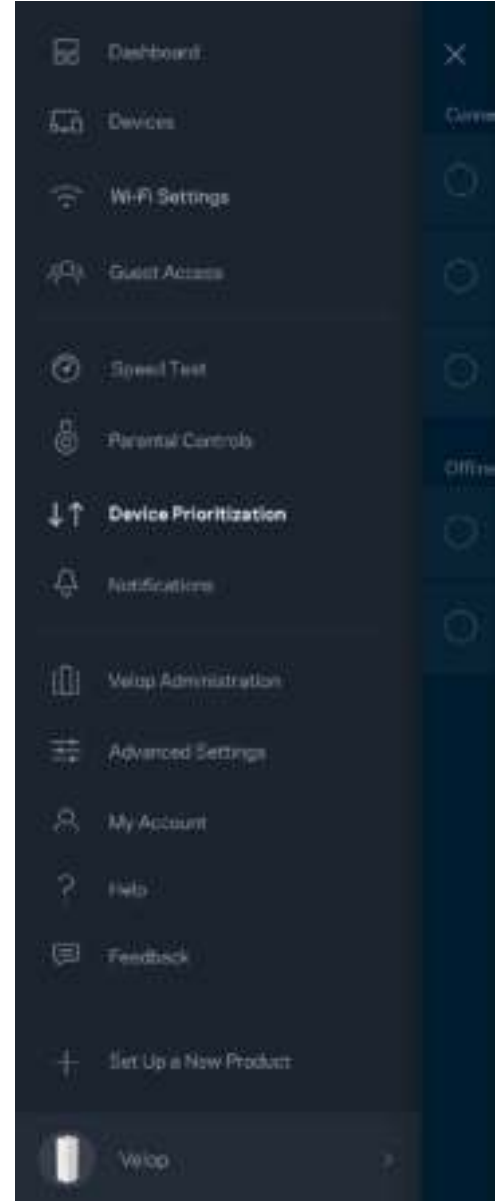 Dashboard
Devices
Wi-Fi Settings
Guest Access
Speed Test
Parental Controls
Device Prioritization
Notifications
Velop Administration
Advanced Settings
My Account
Help
Feedback
Set Up a New Product
Velop